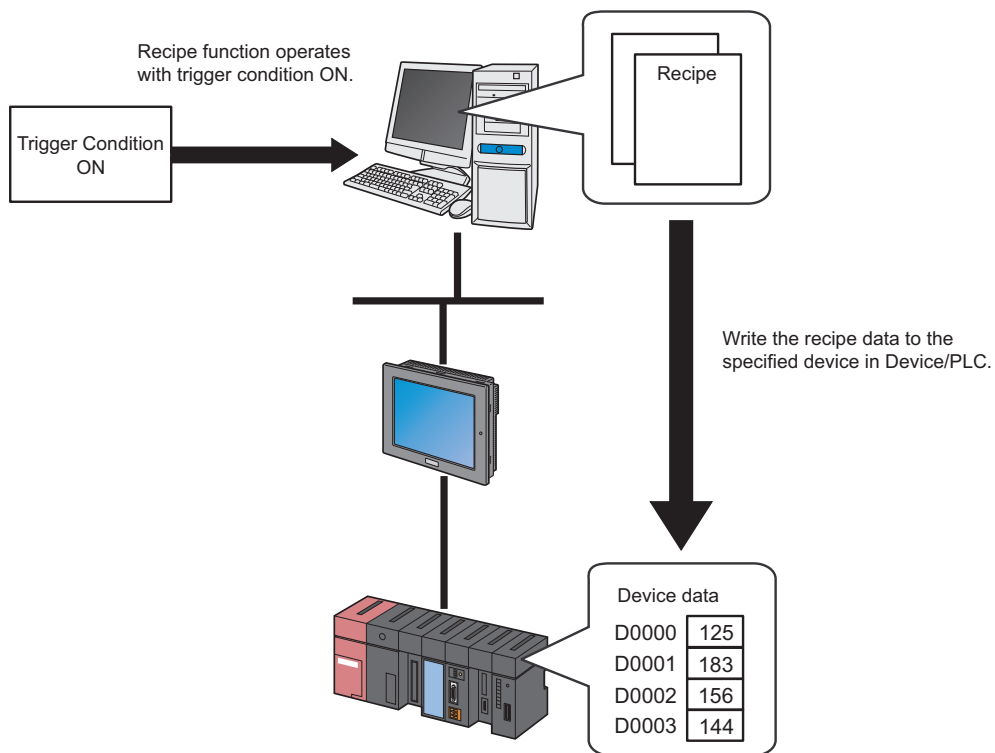 Recipe function operates
with trigger condition ON.
Recipe
Trigger Condition
ON
Write the recipe data to the
specified device in Device/PLC.
Device data
D0000 125
D0001 183
D0002 156
D0003 144